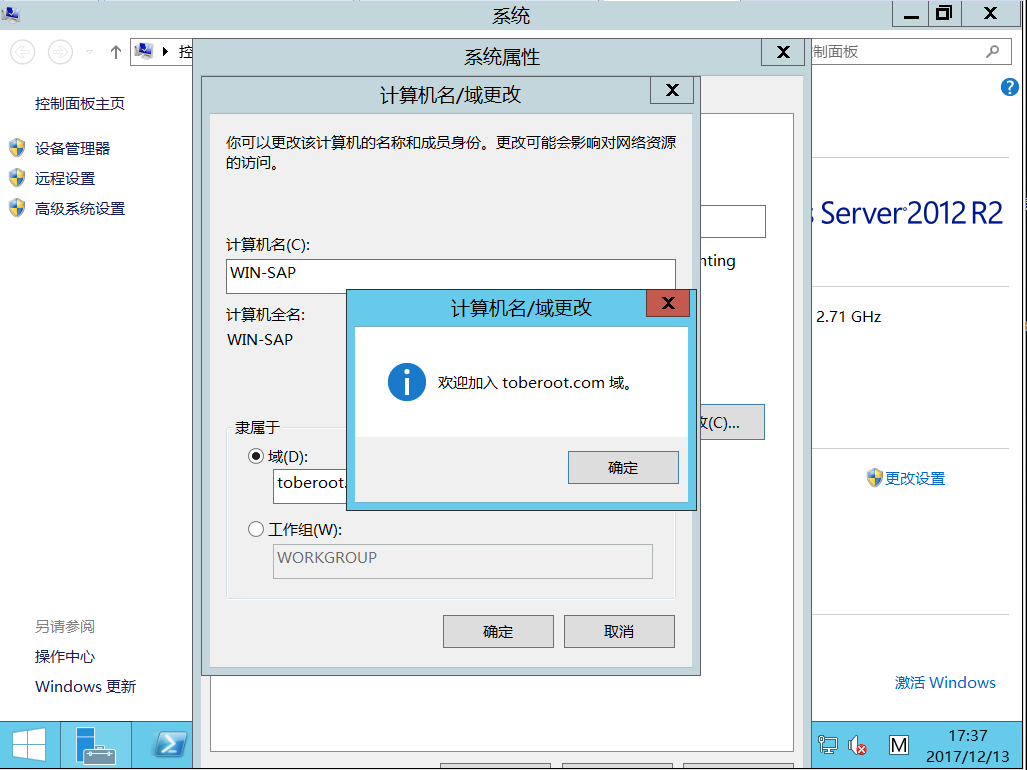 系统
系统属性
控
制面板
计算机名/域更改
控制面板主页
设备管理器
远程设置
高级系统设置
你可以更改该计算机的名称和成员身份。更改可能会影响对网络资源
的访问。
Server 2012 R2
计算机名(C):
WIN-SAP
nting
计算机全名:
WIN-SAP
2.71 GHz
计算机名/域更改
欢迎加入 toberoot.com 域。
确定
(C)...
隶属于
域(D):
toberoot.
更改设置
工作组(W):
WORKGROUP
确定
取消
另请参阅
操作中心
Windows 更新
激活 Windows
M
17:37
2017/12/13